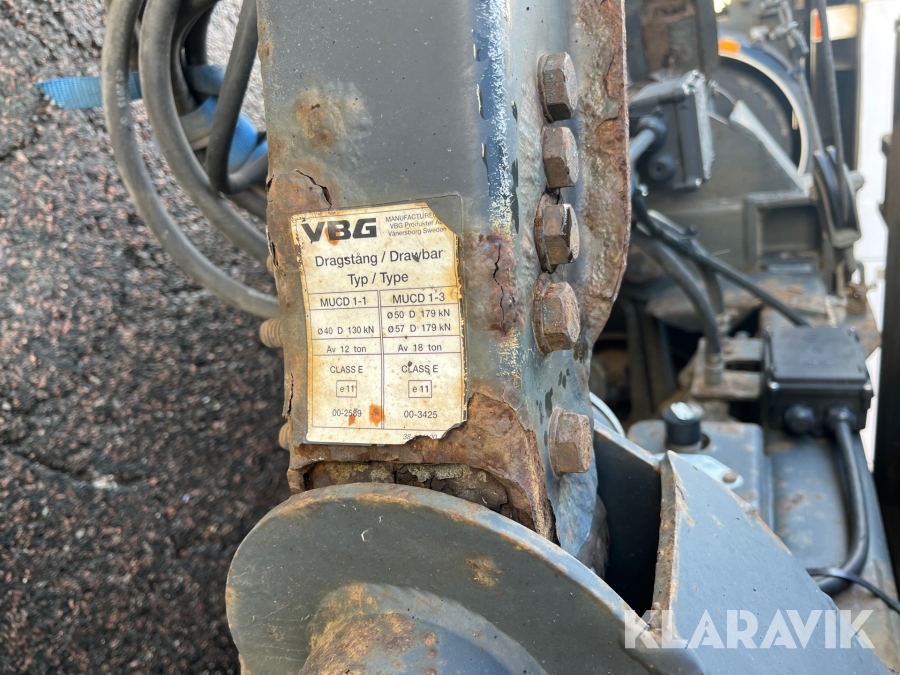 VBG
MANUFACTURER
VBG Produkter
Vänersborg Sweden
Dragstång / Drawbar
Typ / Type
MUCD 1-1 MUCD 1-3
ø50 D 179 kN
ø40 D 130 kN ø57 D 179 kN
Av 12 ton Av 18 ton
CLASS E CLASS E
e11 e11
00-2589 00-3425
KLARAVIK